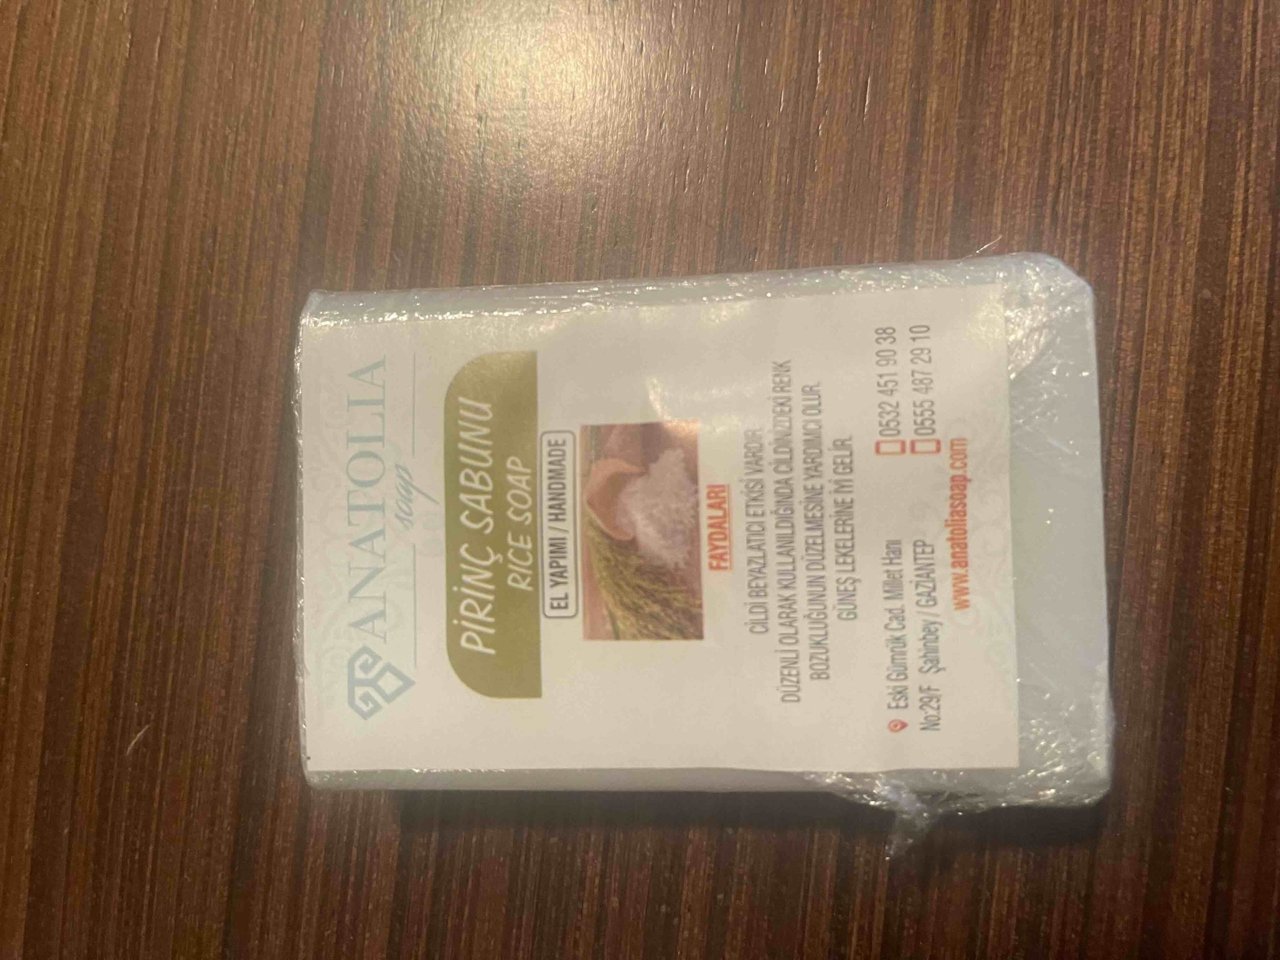 ANATOLIA
soap
PİRİNÇ SABUNU
RICE SOAP
EL YAPIMI / HANDMADE
FAYDALARI
CİLDİ BEYAZLATICI ETKİSİ VARDIR.
DÜZENLİ OLARAK KULLANILDIĞINDA CİLDİNİZDEKİ RENK
BOZUKLUĞUNUN DÜZELMESİNE YARDIMCI OLUR.
GÜNEŞ LEKELERİNE İYİ GELİR.
Eski Gümrük Cad. Millet Hanı 0532 451 90 38
No:29/F Şahinbey / GAZİANTEP 0555 487 29 10
www.anatoliasoap.com